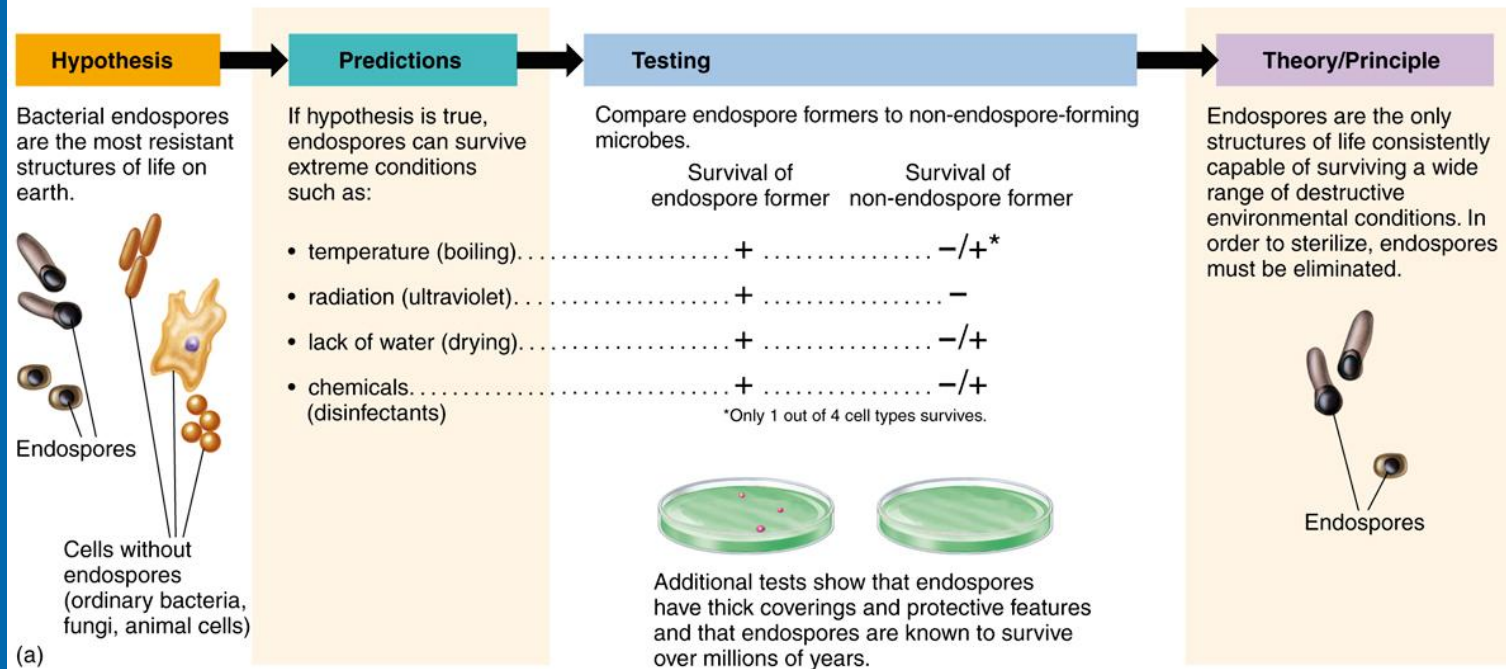 Hypothesis
Predictions
Testing
Theory/Principle
Bacterial endospores
are the most resistant
structures of life on
earth.
Endospores
Cells without
endospores
(ordinary bacteria,
fungi, animal cells)
(a)
If hypothesis is true,
endospores can survive
extreme conditions
such as:
Compare endospore formers to non-endospore-forming
microbes.
Survival of
endospore former
Survival of
non-endospore former
• temperature (boiling). . . . . . . . . . . . . . . . . . . . . . + . . . . . . . . . . . . . . . . −/+*
• radiation (ultraviolet). . . . . . . . . . . . . . . . . . . . . . + . . . . . . . . . . . . . . . . −
• lack of water (drying). . . . . . . . . . . . . . . . . . . . . . + . . . . . . . . . . . . . . . . −/+
• chemicals. . . . . . . . . . . . . . . . . . . . . . . . . . . . . . . . + . . . . . . . . . . . . . . . . −/+
(disinfectants)
*Only 1 out of 4 cell types survives.
Additional tests show that endospores
have thick coverings and protective features
and that endospores are known to survive
over millions of years.
Endospores are the only
structures of life consistently
capable of surviving a wide
range of destructive
environmental conditions. In
order to sterilize, endospores
must be eliminated.
Endospores